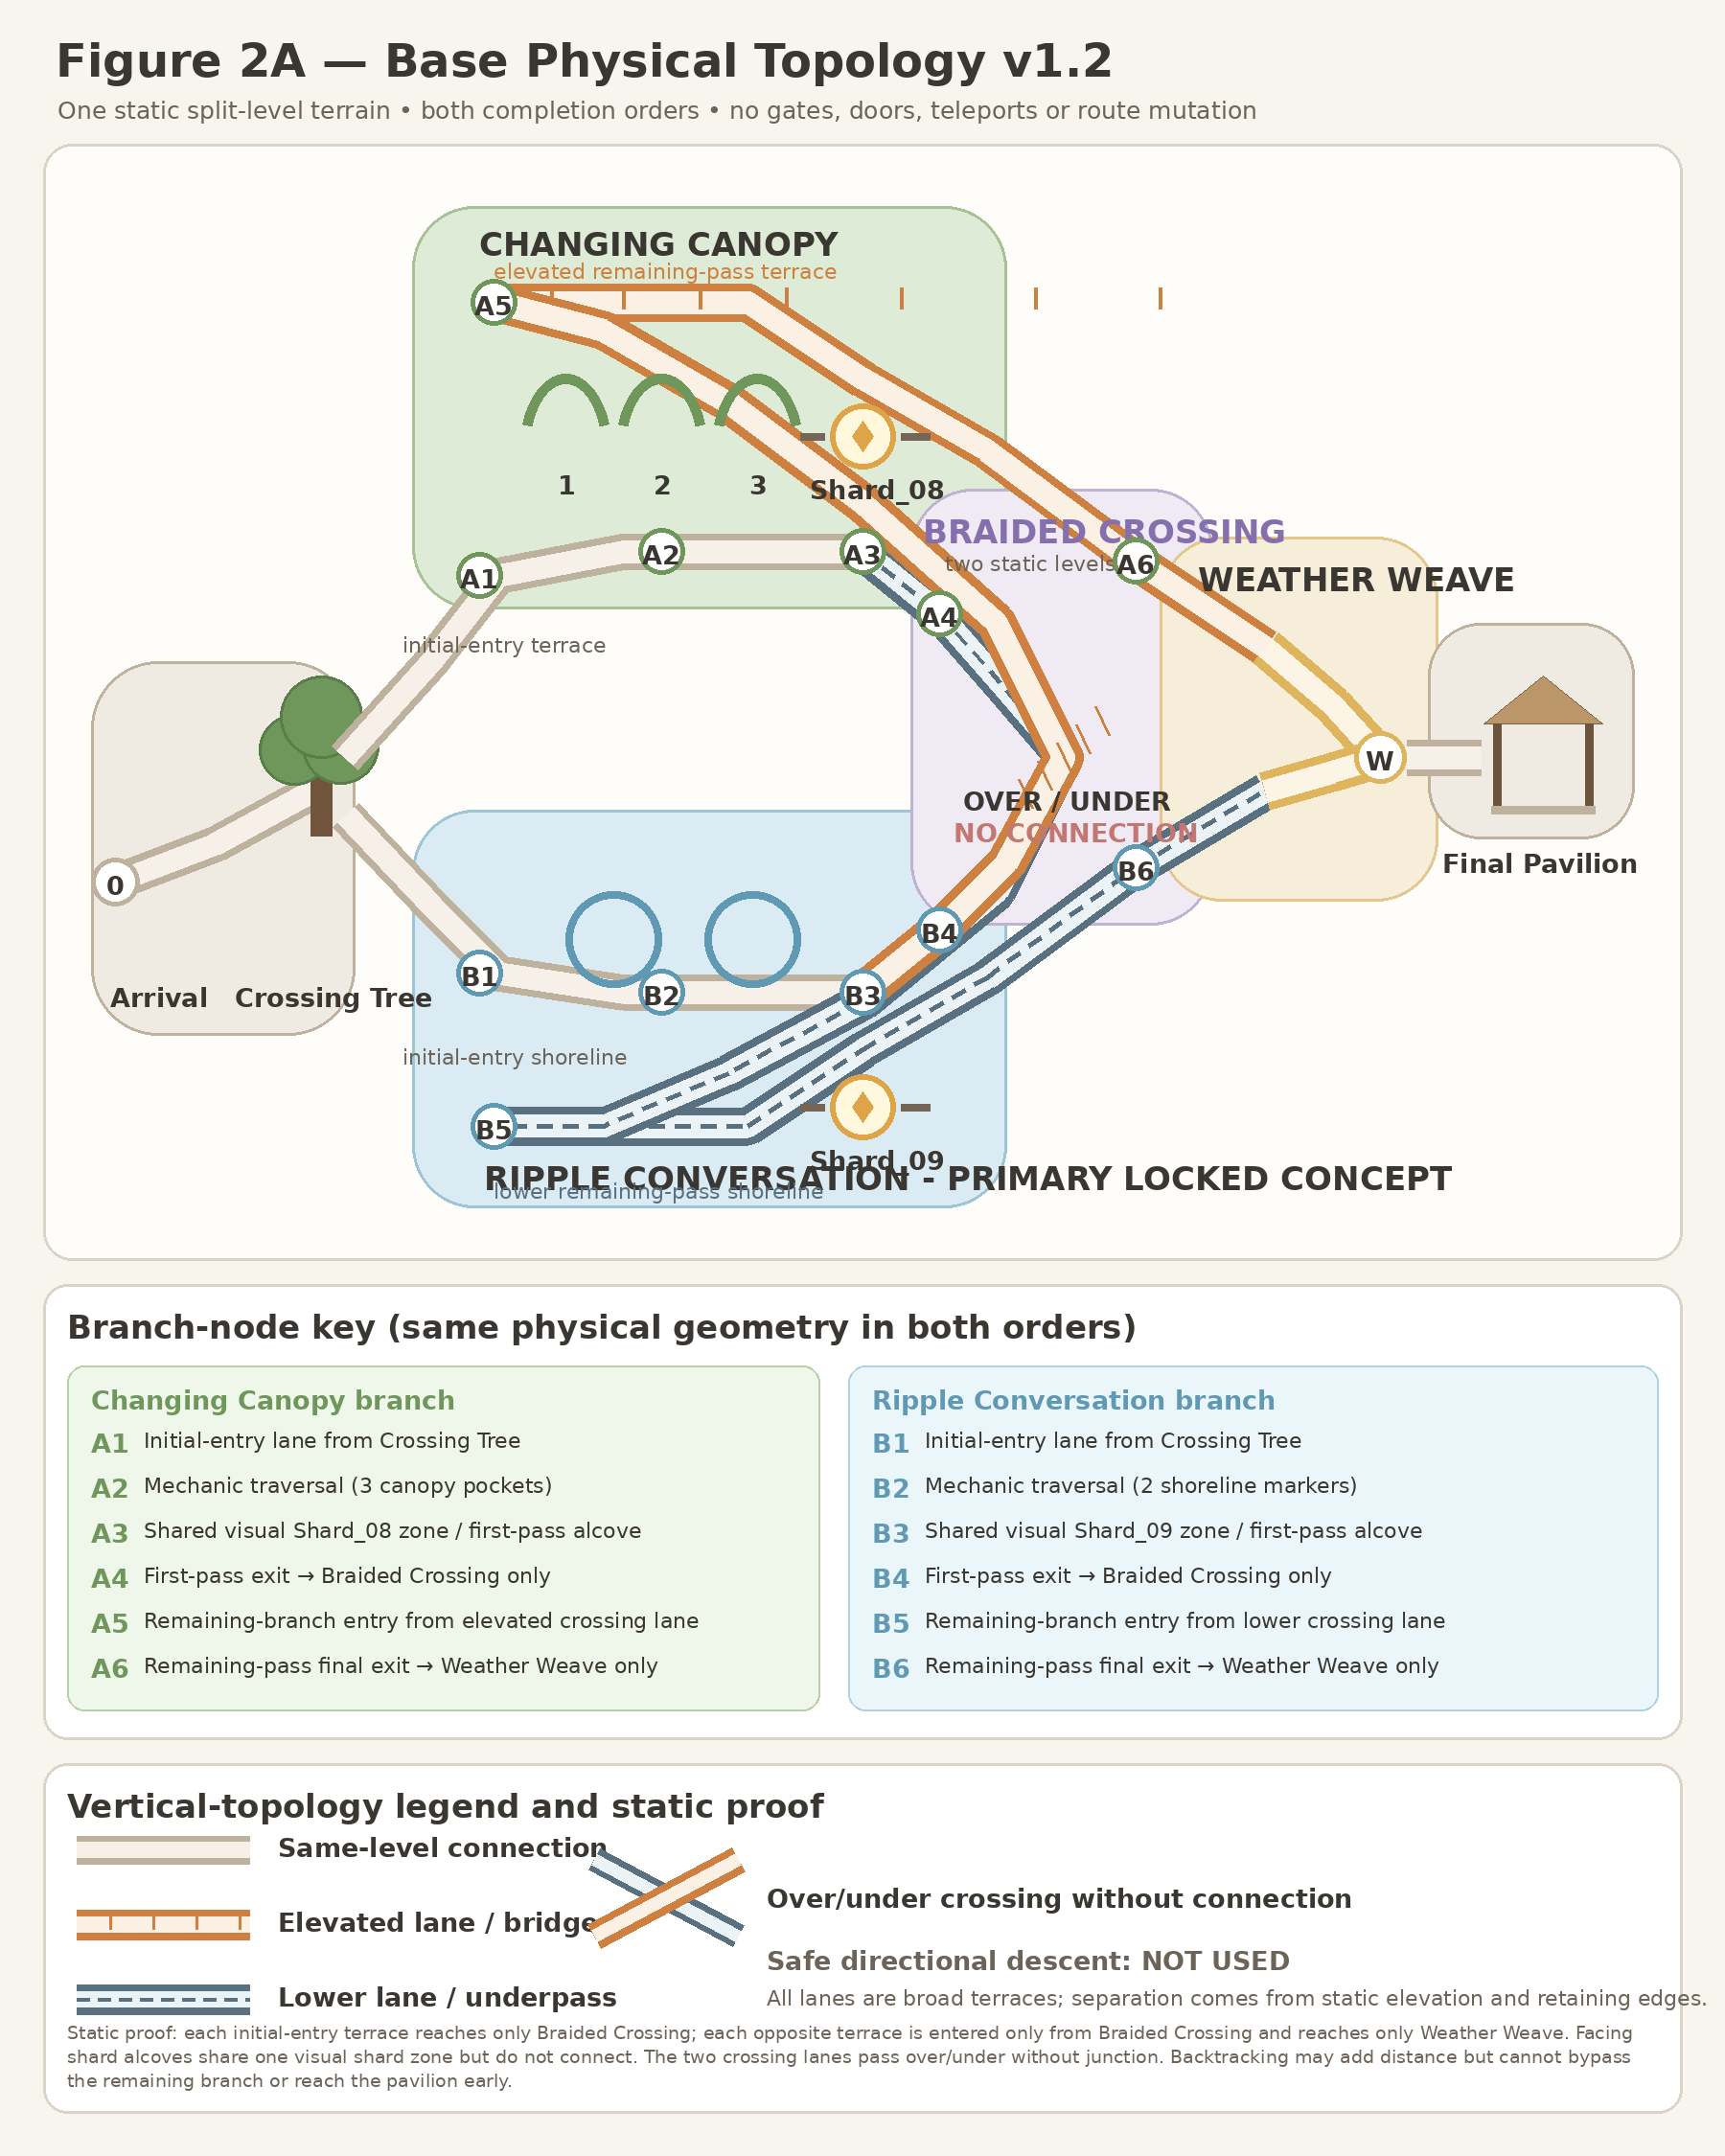 Figure 2A — Base Physical Topology v1.2
One static split-level terrain • both completion orders • no gates, doors, teleports or route mutation
CHANGING CANOPY
elevated remaining-pass terrace
A5
1 2 3
Shard_08
BRAIDED CROSSING
two static levels
A1
A2
A3
A6
WEATHER WEAVE
A4
initial-entry terrace
W
OVER / UNDER
NO CONNECTION
0
B6
Final Pavilion
B4
B1
B2
B3
Arrival Crossing Tree
initial-entry shoreline
B5
Shard_09
RIPPLE CONVERSATION - PRIMARY LOCKED CONCEPT
lower remaining-pass shoreline
Branch-node key (same physical geometry in both orders)
Changing Canopy branch
A1 Initial-entry lane from Crossing Tree
A2 Mechanic traversal (3 canopy pockets)
A3 Shared visual Shard_08 zone / first-pass alcove
A4 First-pass exit → Braided Crossing only
A5 Remaining-branch entry from elevated crossing lane
A6 Remaining-pass final exit → Weather Weave only
Ripple Conversation branch
B1 Initial-entry lane from Crossing Tree
B2 Mechanic traversal (2 shoreline markers)
B3 Shared visual Shard_09 zone / first-pass alcove
B4 First-pass exit → Braided Crossing only
B5 Remaining-branch entry from lower crossing lane
B6 Remaining-pass final exit → Weather Weave only
Vertical-topology legend and static proof
Same-level connection
Elevated lane / bridge
Lower lane / underpass
Over/under crossing without connection
Safe directional descent: NOT USED
All lanes are broad terraces; separation comes from static elevation and retaining edges.
Static proof: each initial-entry terrace reaches only Braided Crossing; each opposite terrace is entered only from Braided Crossing and reaches only Weather Weave. Facing
shard alcoves share one visual shard zone but do not connect. The two crossing lanes pass over/under without junction. Backtracking may add distance but cannot bypass
the remaining branch or reach the pavilion early.